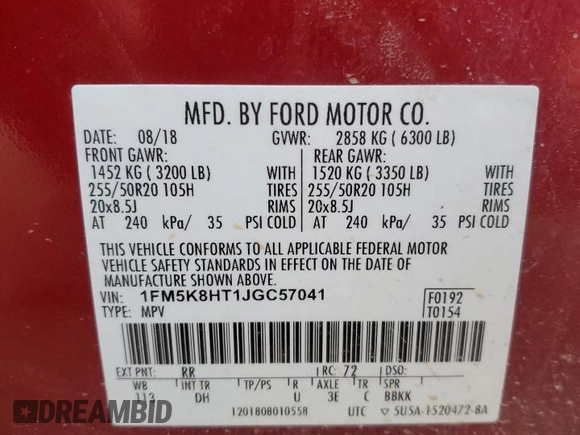 MFD. BY FORD MOTOR CO.
DATE: 08/18 GVWR: 2858 KG ( 6300 LB)
FRONT GAWR: REAR GAWR:
1452 KG ( 3200 LB) WITH 1520 KG ( 3350 LB) WITH
255/50R20 105H TIRES 255/50R20 105H TIRES
20x8.5J RIMS 20x8.5J RIMS
AT 240 kPa/ 35 PSI COLD AT 240 kPa/ 35 PSI COLD
THIS VEHICLE CONFORMS TO ALL APPLICABLE FEDERAL MOTOR
VEHICLE SAFETY STANDARDS IN EFFECT ON THE DATE OF
MANUFACTURE SHOWN ABOVE.
VIN: 1FM5K8HT1JGC57041 F0192
TYPE: MPV T0154
EXT PNT: RR RC: 72 DSO:
WB INT TR TP/PS R AXLE TR SPR
113 DH U 3E C BBKK
1201808010558 UTC ▽ 5U5A-1520472-BA
DREAMBID